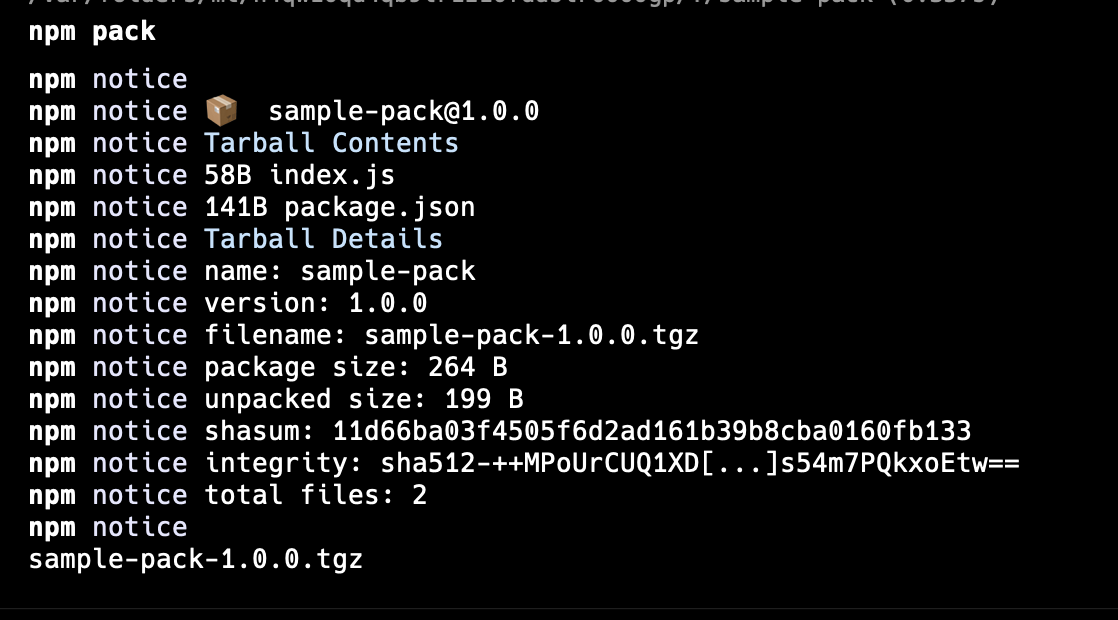 npm pack
npm notice
npm notice 📦 sample-pack@1.0.0
npm notice Tarball Contents
npm notice 58B index.js
npm notice 141B package.json
npm notice Tarball Details
npm notice name: sample-pack
npm notice version: 1.0.0
npm notice filename: sample-pack-1.0.0.tgz
npm notice package size: 264 B
npm notice unpacked size: 199 B
npm notice shasum: 11d66ba03f4505f6d2ad161b39b8cba0160fb133
npm notice integrity: sha512-++MPoUrCUQ1XD[...]s54m7PQkxoEtw==
npm notice total files: 2
npm notice
sample-pack-1.0.0.tgz